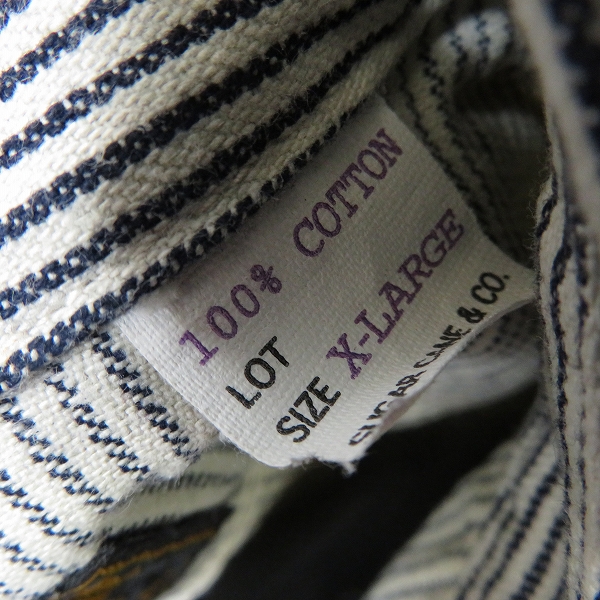 100% COTTON
LOT
SIZE X-LARGE
SUGAR CANE & CO.